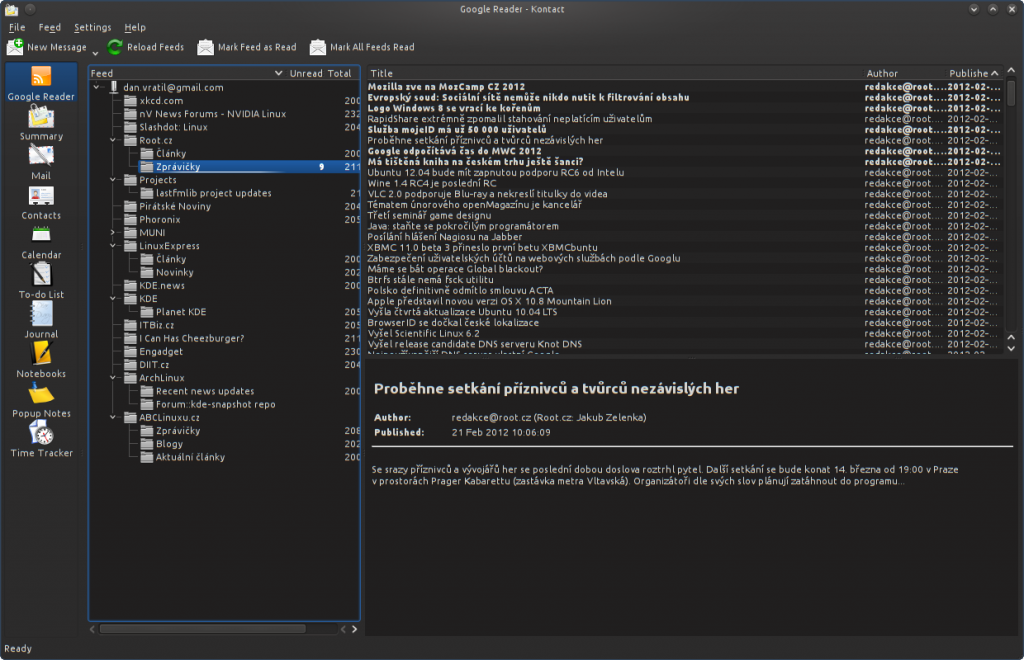 Google Reader - Kontact
File Feed Settings Help
New Message Reload Feeds Mark Feed as Read Mark All Feeds Read
Google Reader
Summary
Mail
Contacts
Calendar
To-do List
Journal
Notebooks
Popup Notes
Time Tracker
Feed Unread Total
dan.vratil@gmail.com
xkcd.com 200
nV News Forums - NVIDIA Linux 232
Slashdot: Linux 204
Root.cz
Články 200
Zprávičky 9 211
Projects
lastfmlib project updates 21
Pirátské Noviny 204
Phoronix 205
MUNI
LinuxExpress
Články 200
Novinky 202
KDE news 200
KDE
Planet KDE 205
ITBiz.cz 205
I Can Has Cheezburger? 211
Engadget 230
DIIT.cz 204
ArchLinux
Recent news updates 200
Forum::kde-snapshot repo
ABCLinuxu.cz
Zprávičky 208
Blogy 202
Aktuální články 200
Title Author Publishe
Mozilla zve na MozCamp CZ 2012 redakce@root.... 2012-02-...
Evropský soud: Sociální sítě nemůže nikdo nutit k filtrování obsahu redakce@root.... 2012-02-...
Logo Windows 8 se vrací ke kořenům redakce@root.... 2012-02-...
RapidShare extrémně zpomalil stahování neplatícím uživatelům redakce@root.... 2012-02-...
Služba mojeID má už 50 000 uživatelů redakce@root.... 2012-02-...
Proběhne setkání příznivců a tvůrců nezávislých her redakce@root.... 2012-02-...
Google odpočítává čas do MWC 2012 redakce@root.... 2012-02-...
Má tištěná kniha na českém trhu ještě šanci? redakce@root.... 2012-02-...
Ubuntu 12.04 bude mít zapnutou podporu RC6 od Intelu redakce@root.... 2012-02-...
Wine 1.4 RC4 je poslední RC redakce@root.... 2012-02-...
VLC 2.0 podporuje Blu-ray a nekreslí titulky do videa redakce@root.... 2012-02-...
Tématem únorového openMagazínu je kancelář redakce@root.... 2012-02-...
Třetí seminář game designu redakce@root.... 2012-02-...
Java: staňte se pokročilým programátorem redakce@root.... 2012-02-...
Posílání hlášení Nagiosu na Jabber redakce@root.... 2012-02-...
XBMC 11.0 beta 3 přineslo první betu XBMCbuntu redakce@root.... 2012-02-...
Zabezpečení uživatelských účtů na webových službách podle Googlu redakce@root.... 2012-02-...
Máme se bát operace Global blackout? redakce@root.... 2012-02-...
Btrfs stále nemá fsck utilitu redakce@root.... 2012-02-...
Polsko definitivně odmítlo smlouvu ACTA redakce@root.... 2012-02-...
Apple představil novou verzi OS X 10.8 Mountain Lion redakce@root.... 2012-02-...
Vyšla čtvrtá aktualizace Ubuntu 10.04 LTS redakce@root.... 2012-02-...
BrowserID se dočkal české lokalizace redakce@root.... 2012-02-...
Vyšel Scientific Linux 6.2 redakce@root.... 2012-02-...
Vyšel release candidate DNS serveru Knot DNS redakce@root.... 2012-02-...
Proběhne setkání příznivců a tvůrců nezávislých her
Author: redakce@root.cz (Root.cz: Jakub Zelenka)
Published: 21 Feb 2012 10:06:09
Se srazy příznivců a vývojářů her se poslední dobou doslova roztrhl pytel. Další setkání se bude konat 14. března od 19:00 v Praze
v prostorách Prager Kabarettu (zastávka metra Vltavská). Organizátoři dle svých slov plánují zatáhnout do programu...
Ready